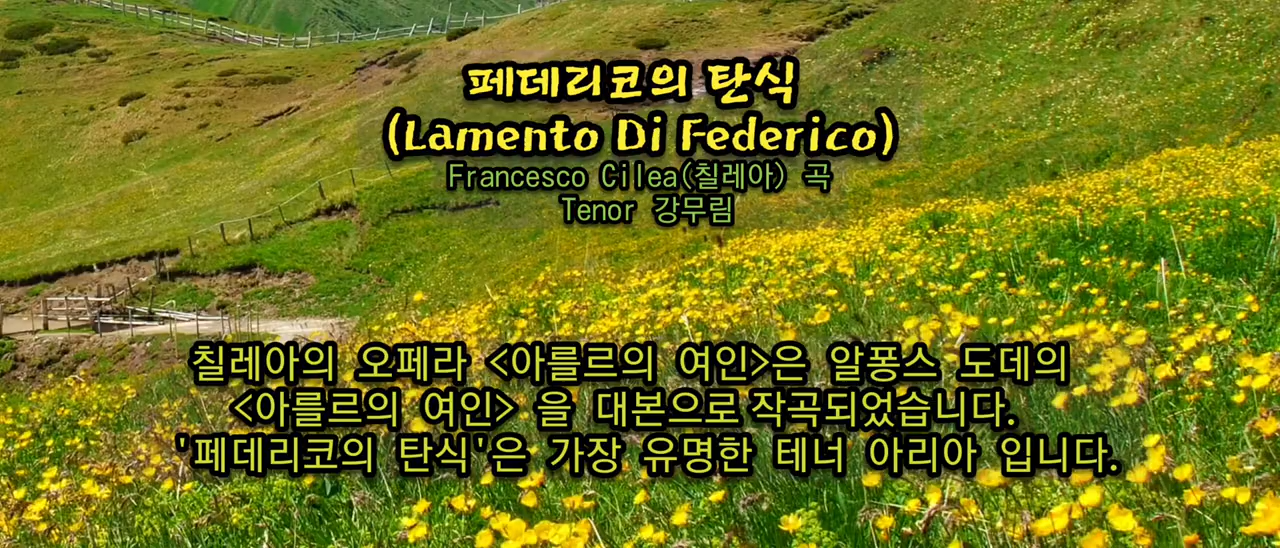 페데리코의 탄식
(Lamento Di Federico)
Francesco Cilea(칠레아) 곡
Tenor 강무림
칠레아의 오페라 <아를르의 여인>은 알퐁스 도데의
<아를르의 여인> 을 대본으로 작곡되었습니다.
'페데리코의 탄식'은 가장 유명한 테너 아리아 입니다.